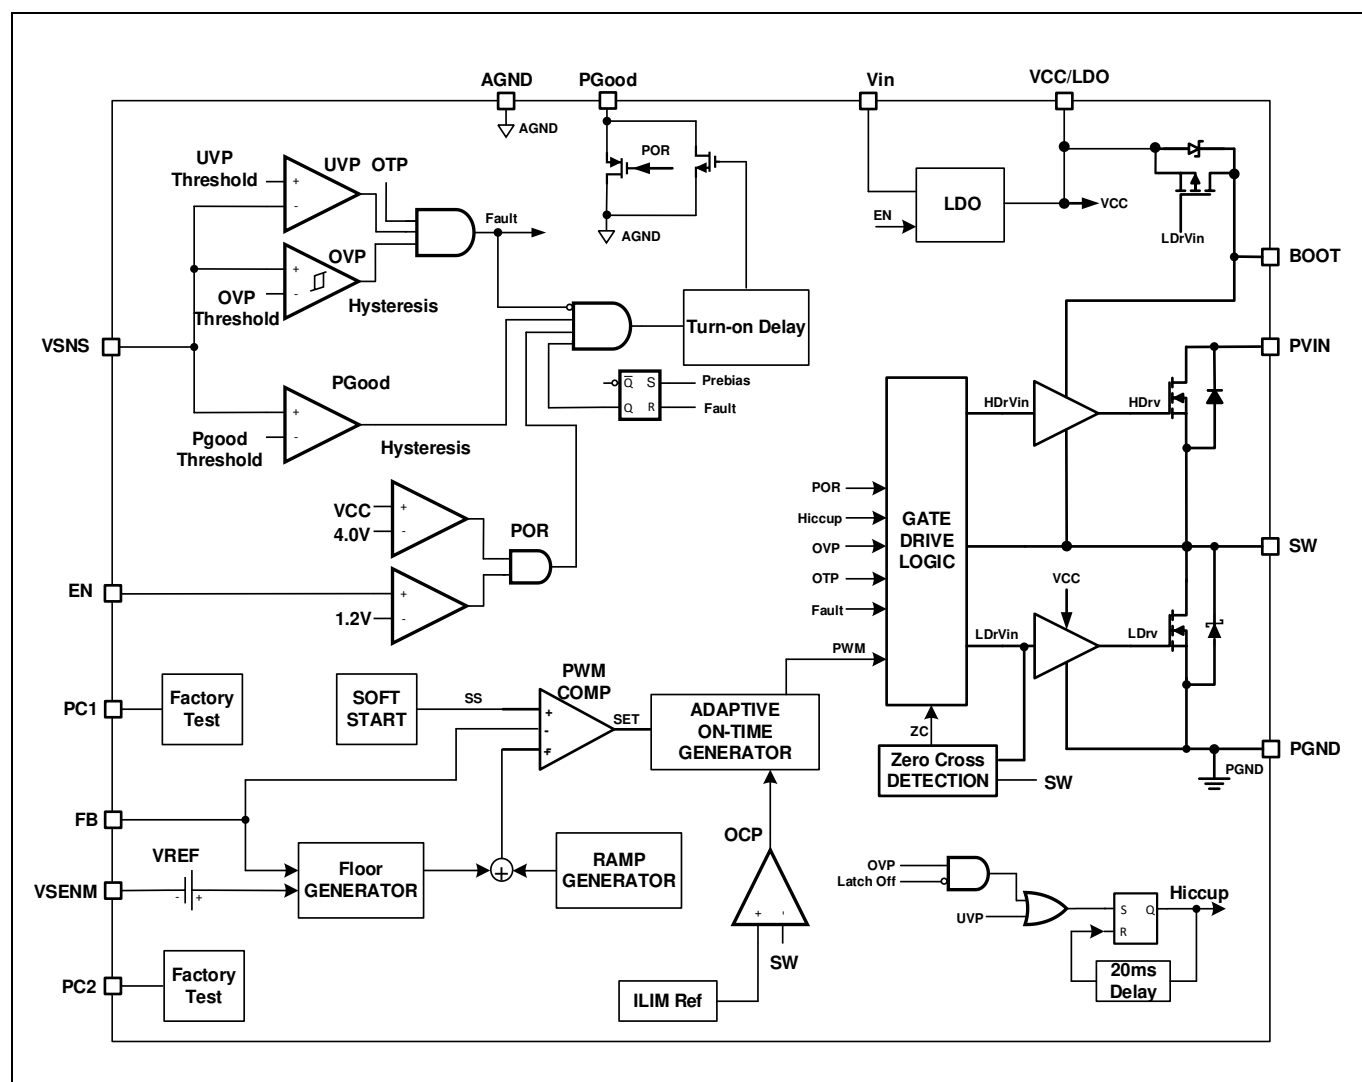 AGND
PGood
Vin
VCC/LDO
AGND
POR
UVP
Threshold
+
-
UVP
OTP
Fault
AGND
LDO
EN
VCC
LDrVin
BOOT
OVP
Threshold
+
-
OVP
Hysteresis
Turn-on Delay
VSNS
PVIN
PGood
Q
S
Q
R
Prebias
Fault
Pgood
Threshold
+
-
Hysteresis
HDrVin
HDrv
VCC
4.0V
+
-
POR
POR
Hiccup
OVP
OTP
Fault
PWM
GATE
DRIVE
LOGIC
SW
EN
1.2V
+
-
VCC
LDrVin
LDrv
PC1
Factory
Test
SOFT
START
SS
PWM
COMP
+
-
+
SET
ADAPTIVE
ON-TIME
GENERATOR
ZC
Zero Cross
DETECTION
SW
PGND
PGND
FB
VREF
VSENM
-
+
Floor
GENERATOR
+
RAMP
GENERATOR
OCP
+
-
SW
ILIM Ref
OVP
Latch Off
UVP
S
Q
R
Hiccup
20ms
Delay
PC2
Factory
Test